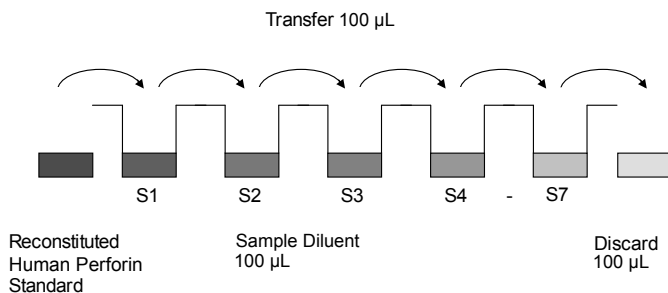 Transfer 100 µL
S1 S2 S3 S4 - S7
Reconstituted
Human Perforin
Standard
Sample Diluent
100 µL
Discard
100 µL